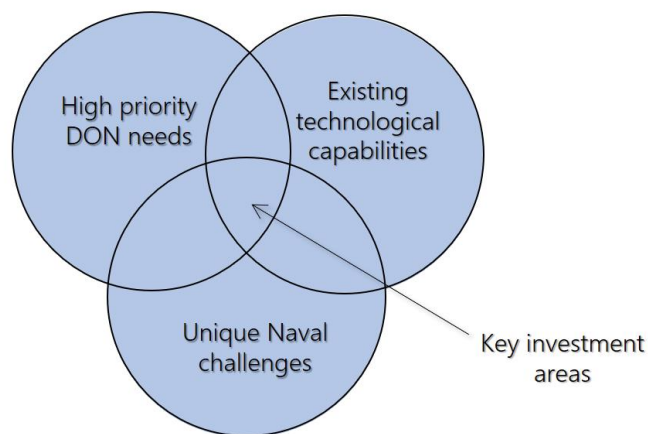 High priority
DON needs
Existing
technological
capabilities
Unique Naval
challenges
Key investment
areas